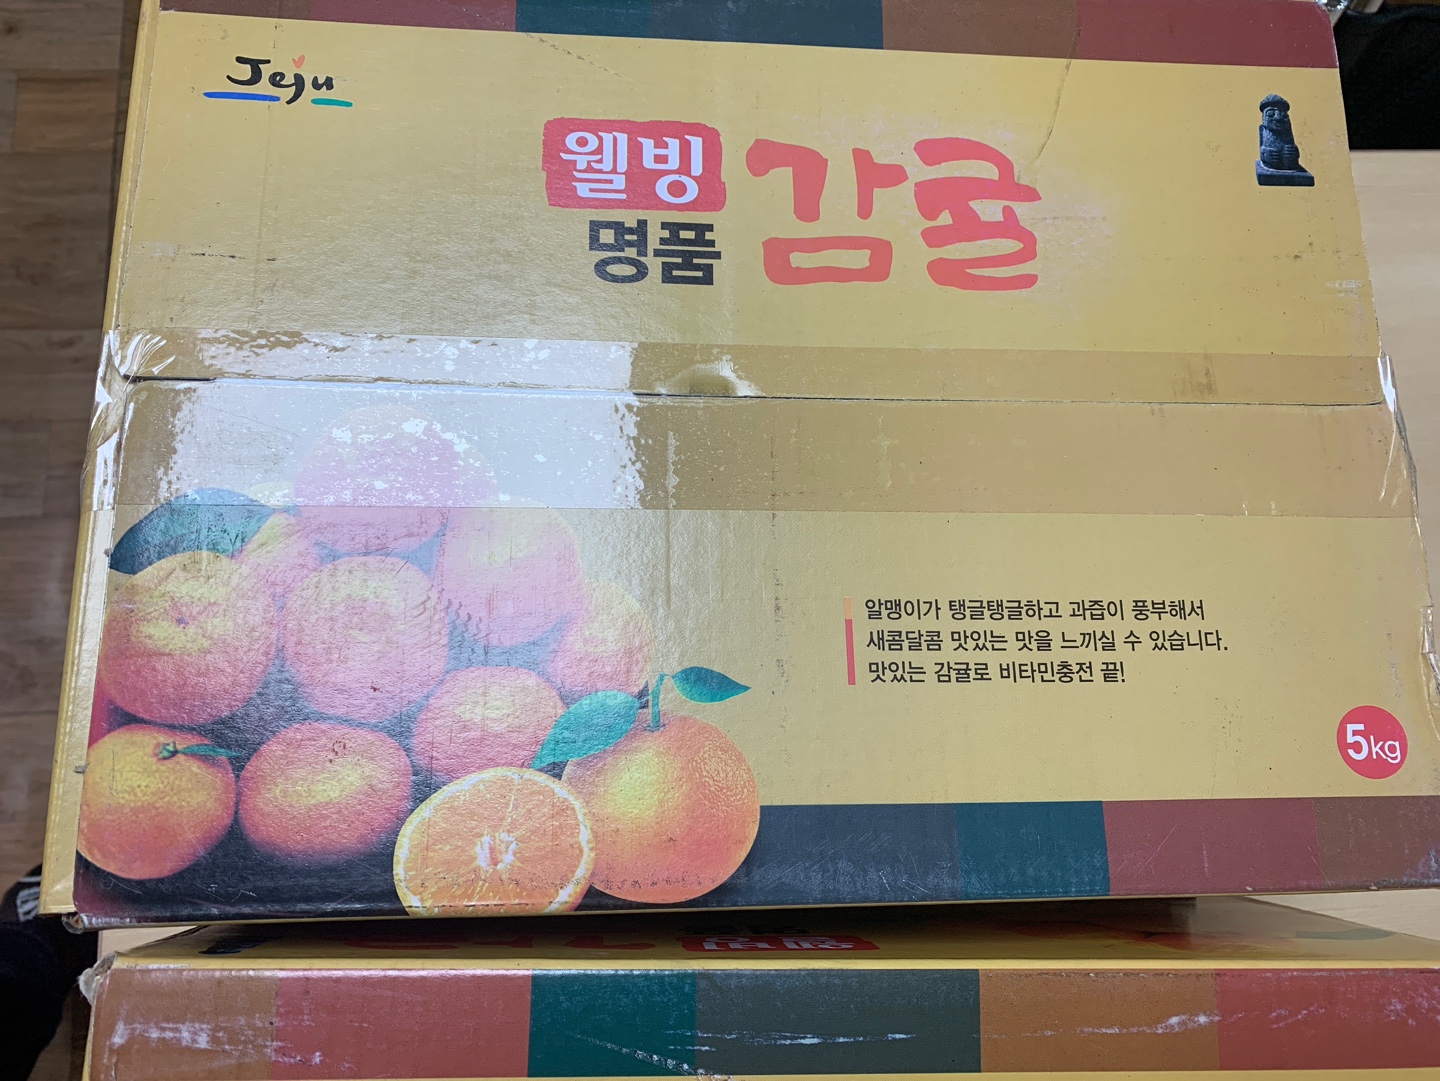 Jeju
웰빙
명품
감귤
알맹이가 탱글탱글하고 과즙이 풍부해서
새콤달콤 맛있는 맛을 느끼실 수 있습니다.
맛있는 감귤로 비타민충전 끝!
5kg
웰빙